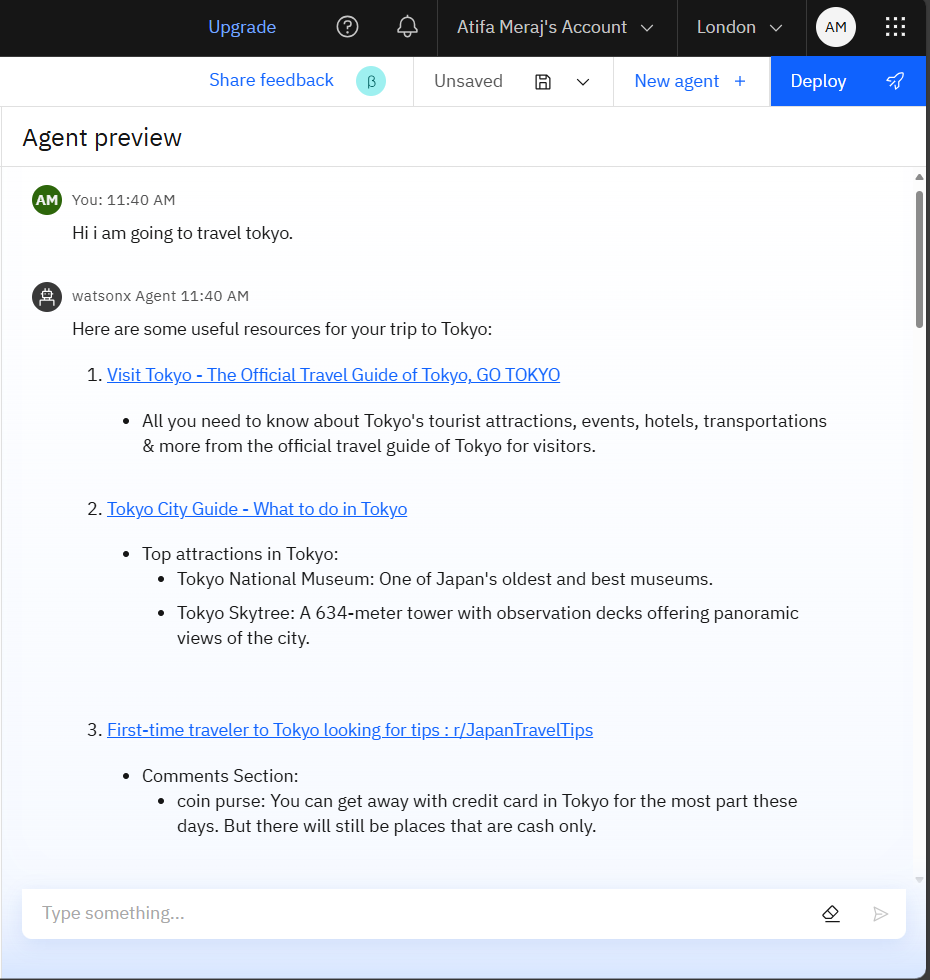 Upgrade
Atifa Meraj's Account
London
AM
Share feedback
β
Unsaved
New agent +
Deploy
Agent preview
AM
You: 11:40 AM
Hi i am going to travel tokyo.
watsonx Agent 11:40 AM
Here are some useful resources for your trip to Tokyo:
1. Visit Tokyo - The Official Travel Guide of Tokyo, GO TOKYO
• All you need to know about Tokyo's tourist attractions, events, hotels, transportations
& more from the official travel guide of Tokyo for visitors.
2. Tokyo City Guide - What to do in Tokyo
• Top attractions in Tokyo:
• Tokyo National Museum: One of Japan's oldest and best museums.
• Tokyo Skytree: A 634-meter tower with observation decks offering panoramic
views of the city.
3. First-time traveler to Tokyo looking for tips : r/JapanTravelTips
• Comments Section:
• coin purse: You can get away with credit card in Tokyo for the most part these
days. But there will still be places that are cash only.
Type something...